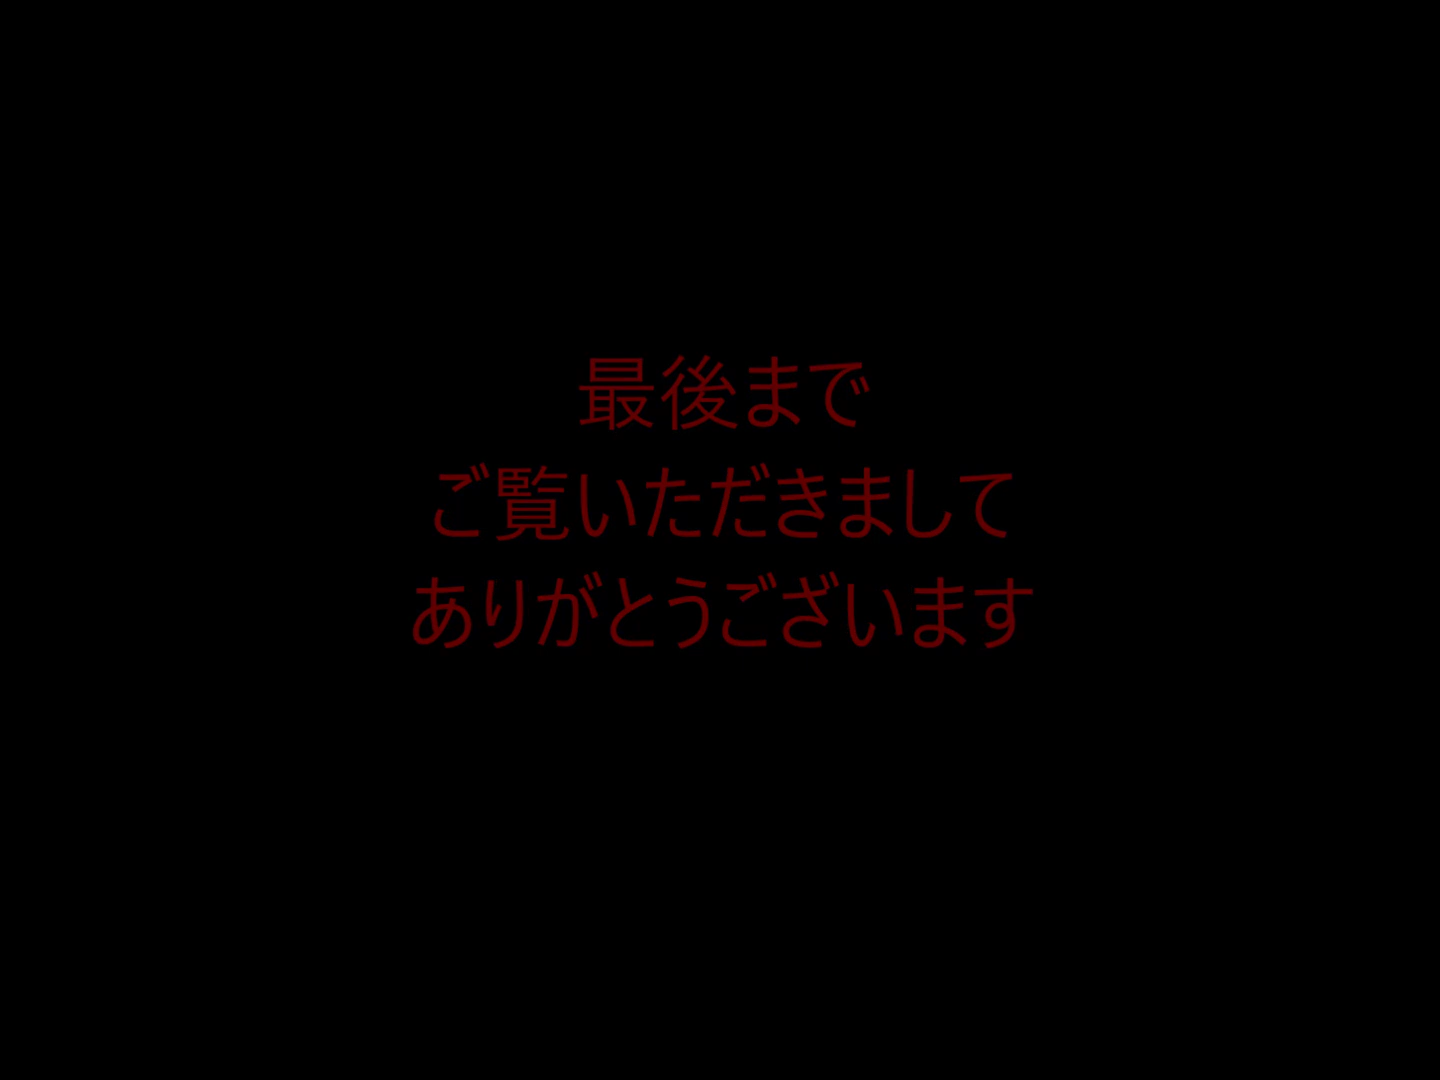 最後まで
ご覧いただきまして
ありがとうございます